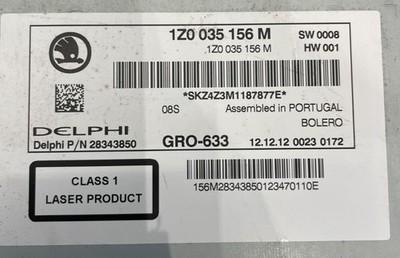 1Z0 035 156 M SW 0008
.1Z0 035 156 M HW 001
*SKZ4Z3M1187877E*
08S Assembled in PORTUGAL
BOLERO
DELPHI
Delphi P/N 28343850 GRO-633 12.12.12 0023 0172
CLASS 1
LASER PRODUCT
156M28343850123470110E